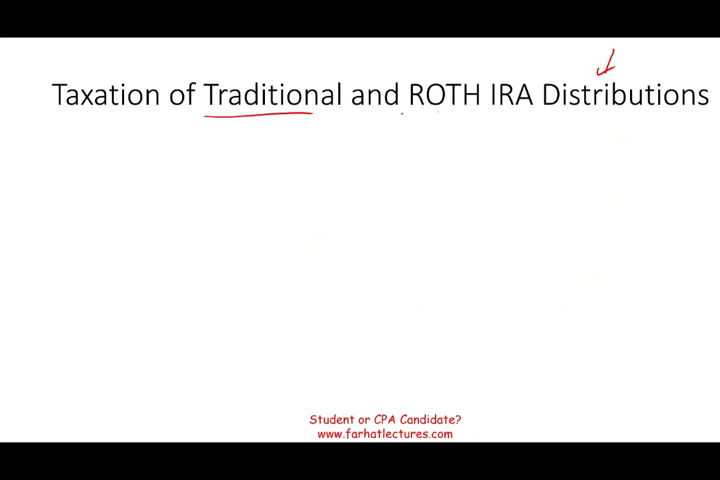 Taxation of Traditional and ROTH IRA Distributions
Student or CPA Candidate?
www.farhatlectures.com